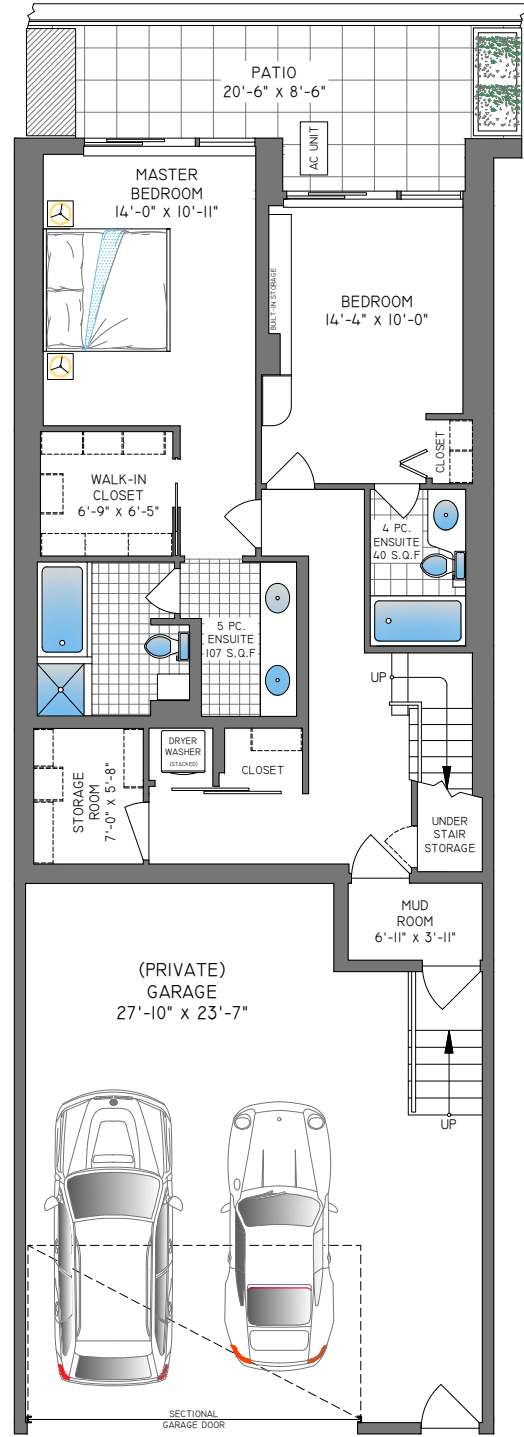 PATIO
20'-6" x 8'-6"
AC UNIT
MASTER
BEDROOM
14'-0" x 10'-11"
BUILT-IN STORAGE
BEDROOM
14'-4" x 10'-0"
CLOSET
WALK-IN
CLOSET
6'-9" x 6'-5"
4 PC.
ENSUITE
40 S.Q.F
5 PC.
ENSUITE
107 S.Q.F
UP
DRYER
WASHER
(STACKED)
CLOSET
STORAGE
ROOM
7'-0" x 5'-8"
UNDER
STAIR
STORAGE
MUD
ROOM
6'-11" x 3'-11"
(PRIVATE)
GARAGE
27'-10" x 23'-7"
UP
SECTIONAL
GARAGE DOOR